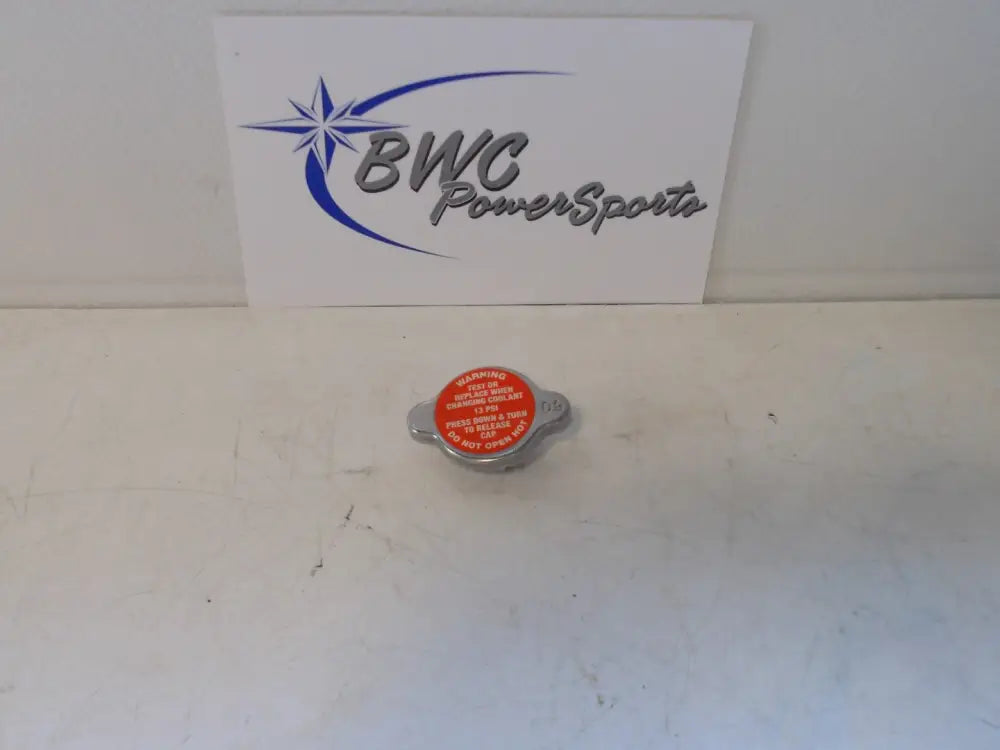 BWC
PowerSports
WARNING
TEST OR
REPLACE WHEN
CHANGING COOLANT
13 PSI
PRESS DOWN & TURN
TO RELEASE
CAP
DO NOT OPEN HOT